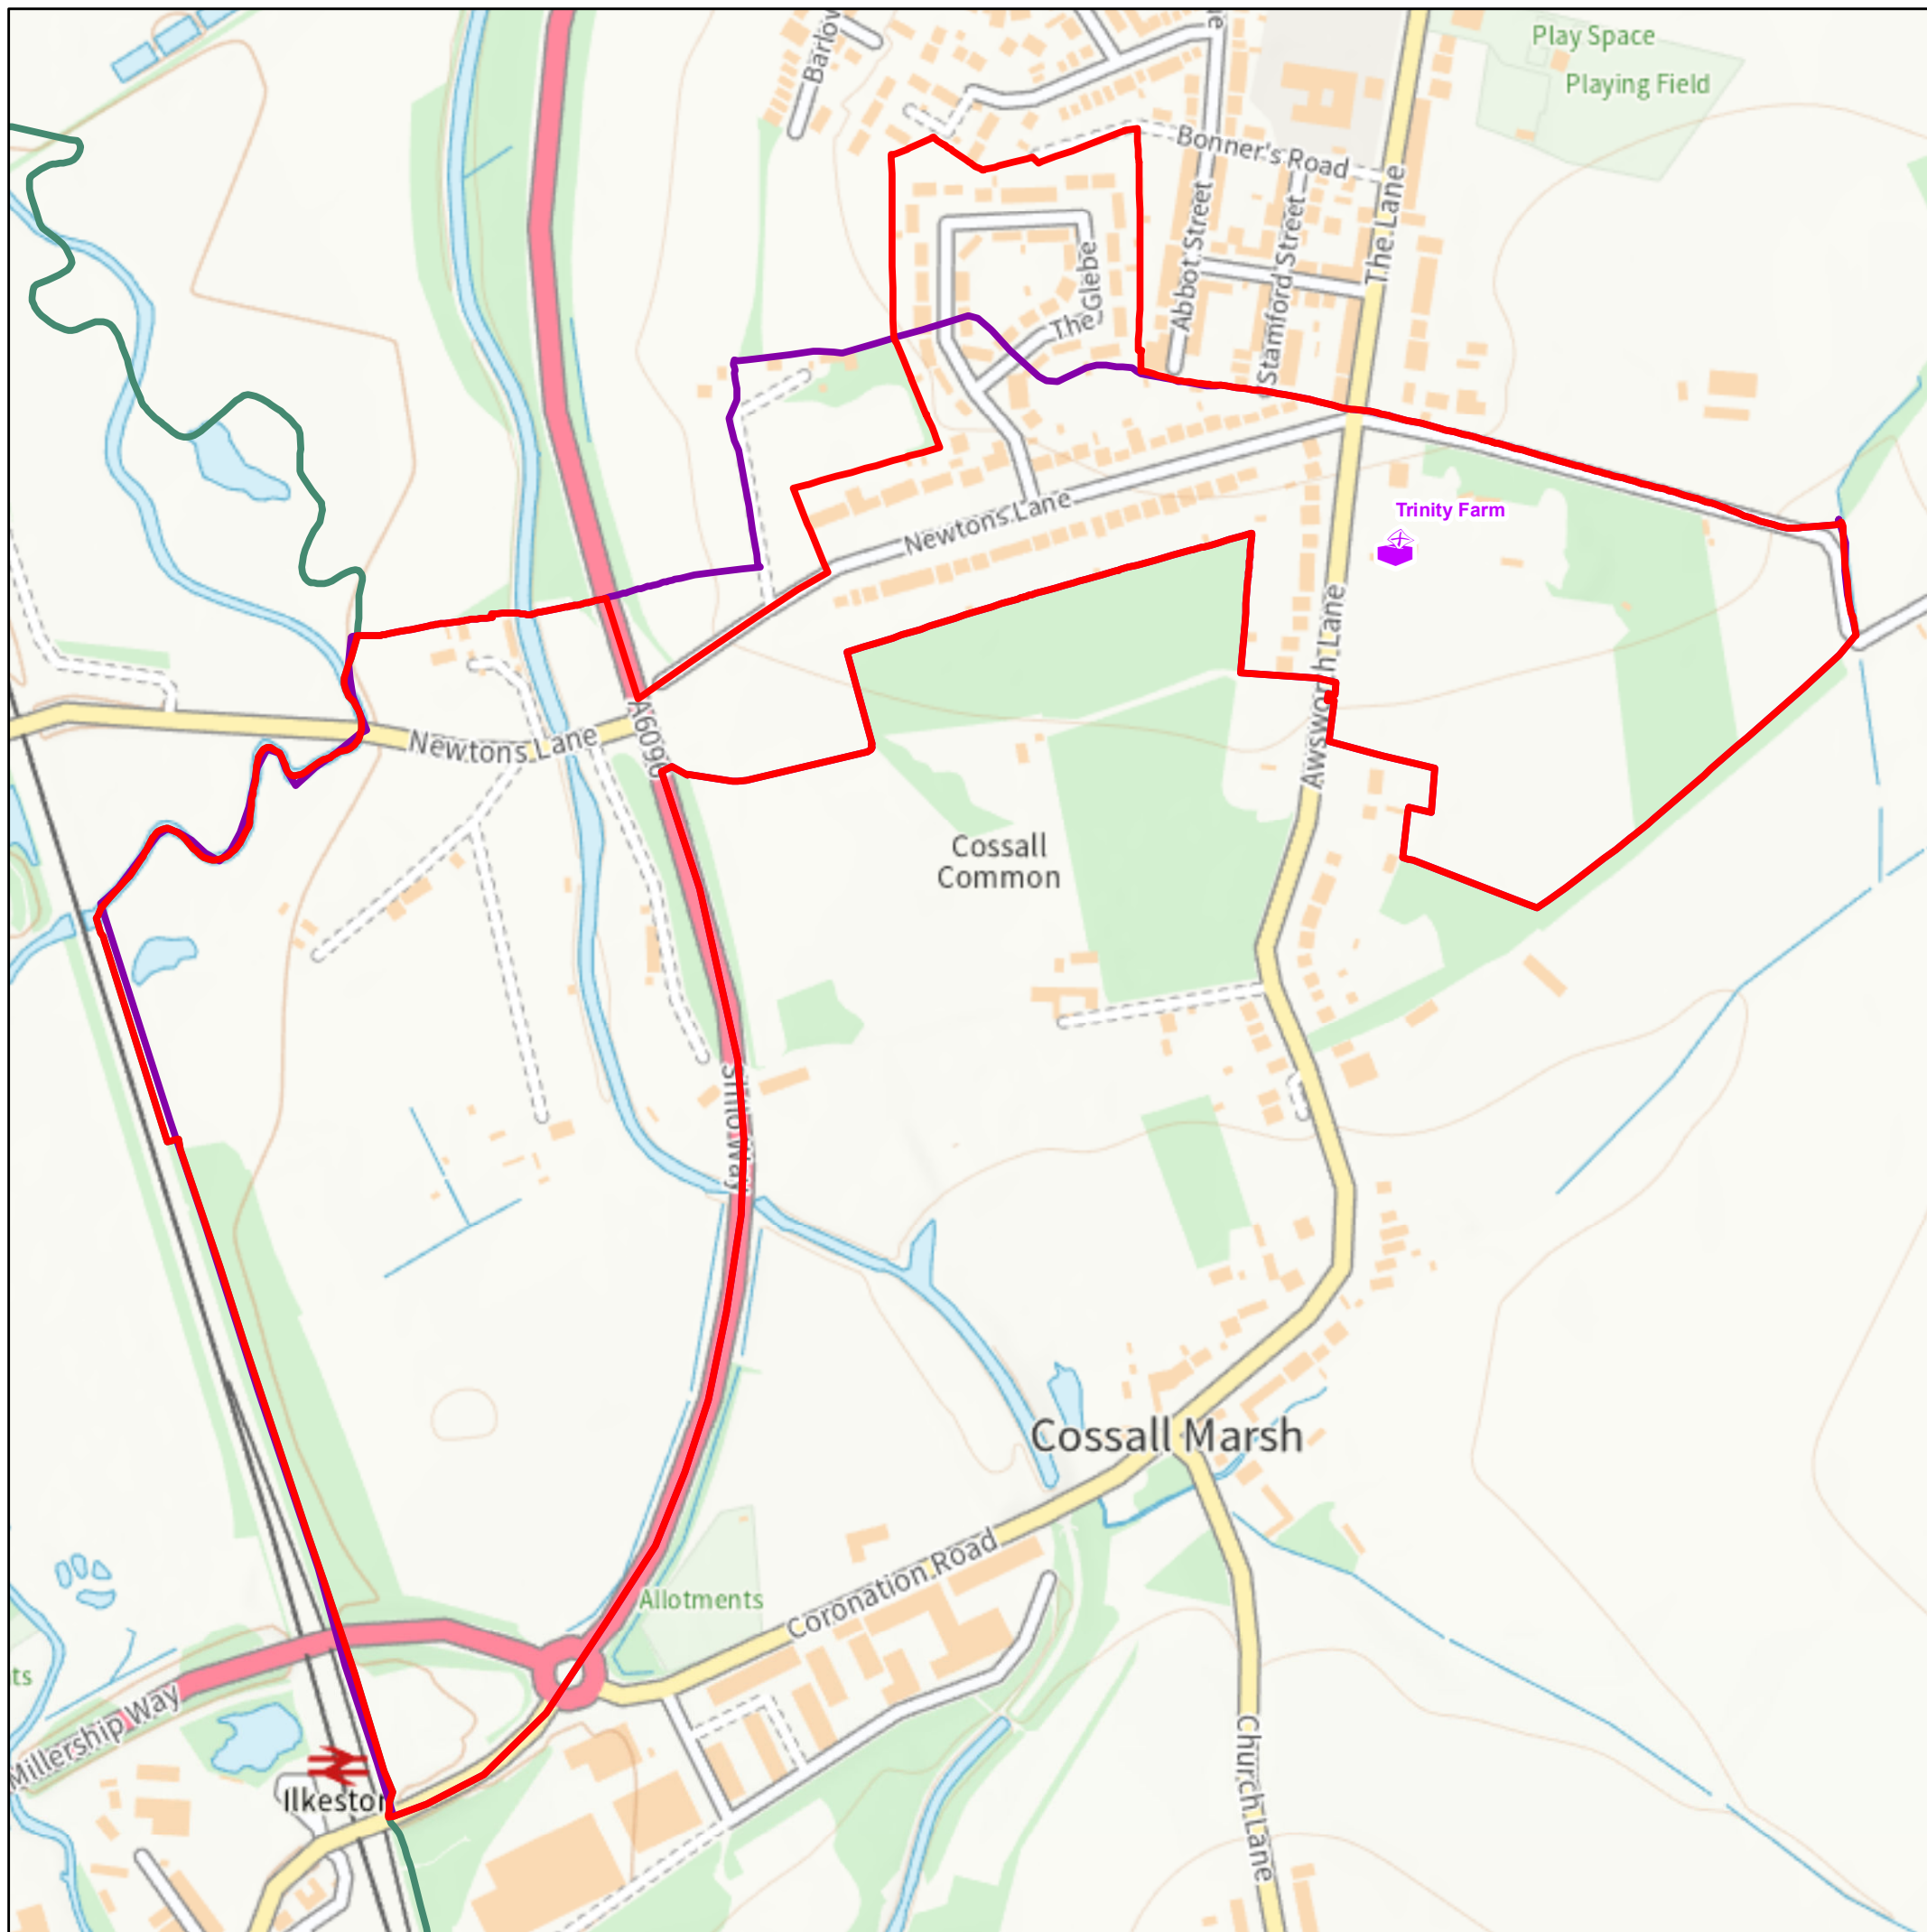 Play Space
Playing Field
Bonner's Road
Abbot Street
Stamford Street
The Lane
The Glebe
Trinity Farm
Newtons Lane
Awsworth Lane
Newtons Lane
A6096
Cossall
Common
Cossall Marsh
Coronation Road
Allotments
Millership Way
Ilkeston
Church Lane